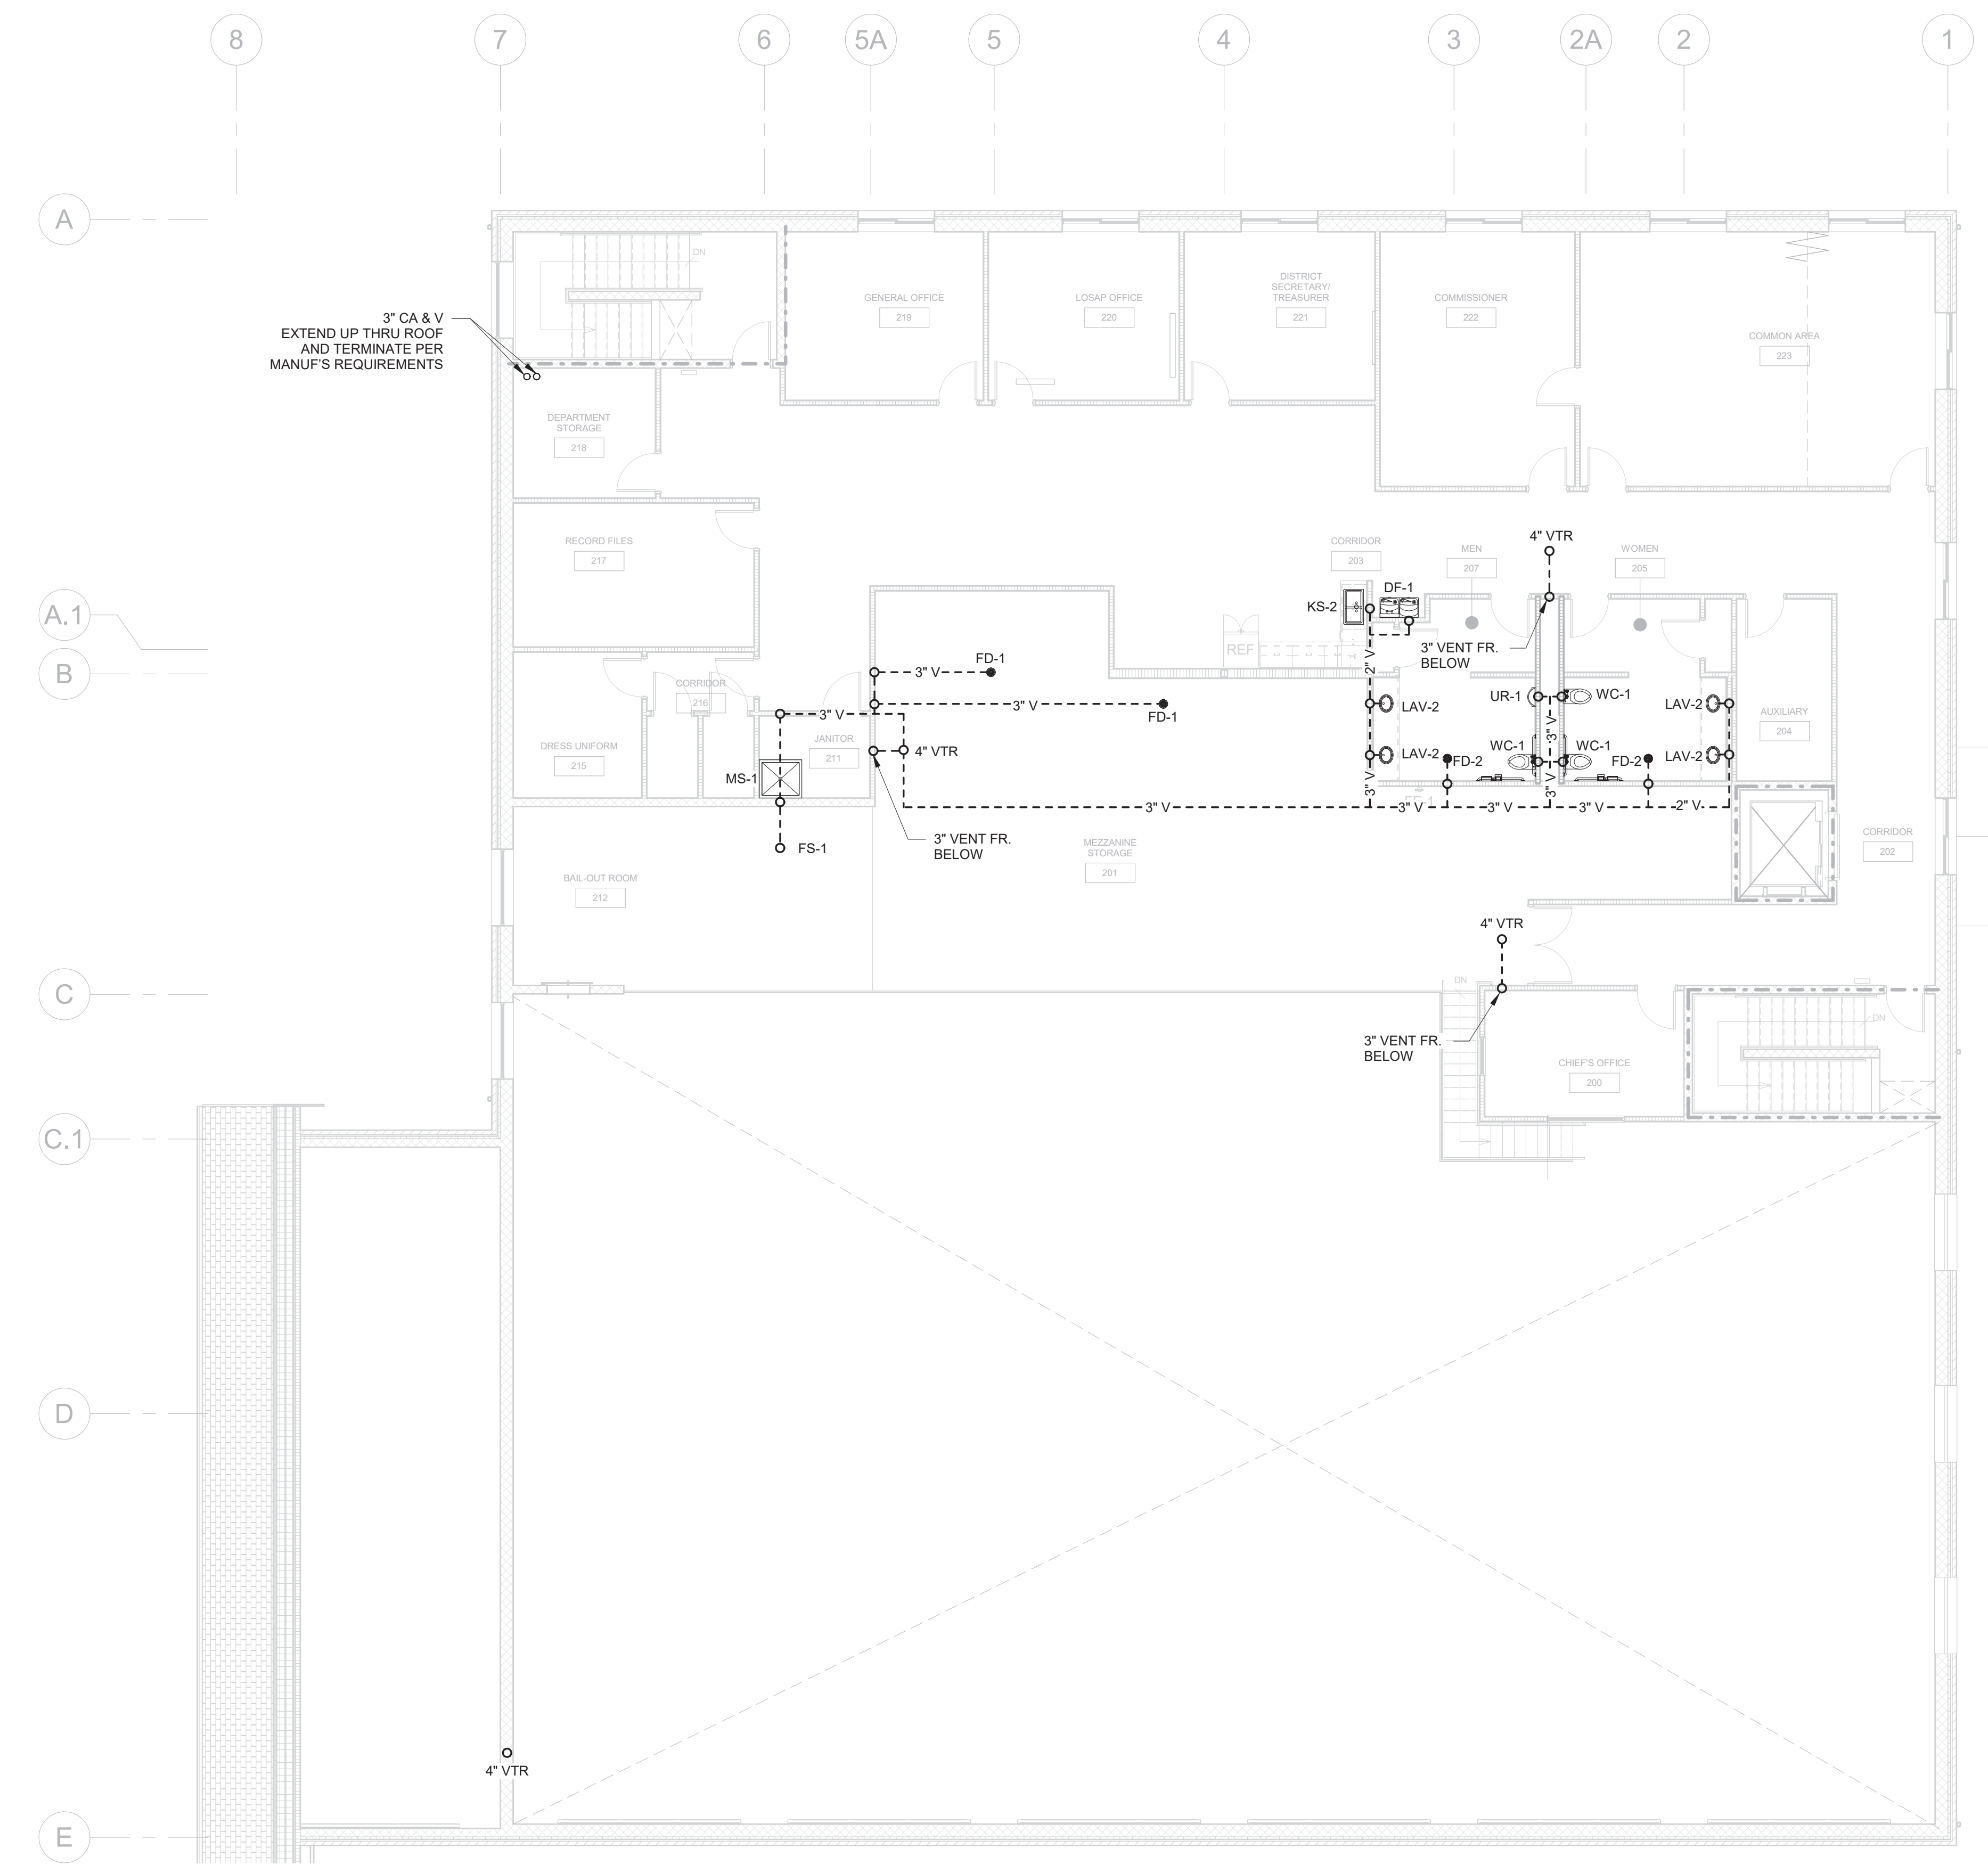 8
7
6
5A
5
4
3
2A
2
1
A
DN
GENERAL OFFICE
219
LOSAP OFFICE
220
DISTRICT
SECRETARY/
TREASURER
221
COMMISSIONER
222
COMMON AREA
223
3" CA & V
EXTEND UP THRU ROOF
AND TERMINATE PER
MANUF'S REQUIREMENTS
DEPARTMENT
STORAGE
218
RECORD FILES
217
CORRIDOR
203
MEN
207
4" VTR
WOMEN
205
A.1
KS-2
DF-1
REF
3" VENT FR.
BELOW
B
2" V
3" V
FD-1
CORRIDOR
216
3" V
FD-1
3" V
UR-1
WC-1
3" V
LAV-2
LAV-2
AUXILIARY
204
DRESS UNIFORM
215
JANITOR
211
4" VTR
MS-1
LAV-2
FD-2
WC-1
WC-1
FD-2
LAV-2
3" V
3" V
3" V
3" V
3" V
3" V
2" V
FS-1
3" VENT FR.
BELOW
MEZZANINE
STORAGE
201
CORRIDOR
202
BAIL-OUT ROOM
212
4" VTR
C
DN
DN
3" VENT FR.
BELOW
CHIEF'S OFFICE
200
C.1
D
4" VTR
E